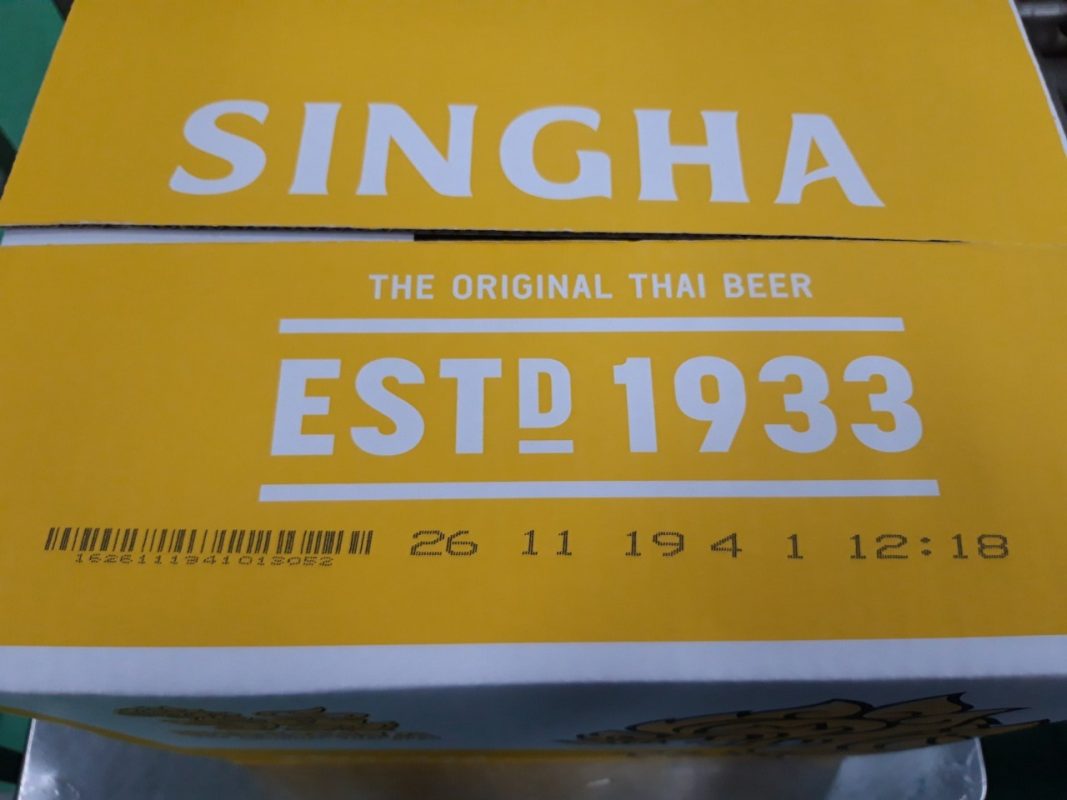 SINGHA
THE ORIGINAL THAI BEER
ESTD 1933
26 11 19 4 1 12:18
1626111941013052